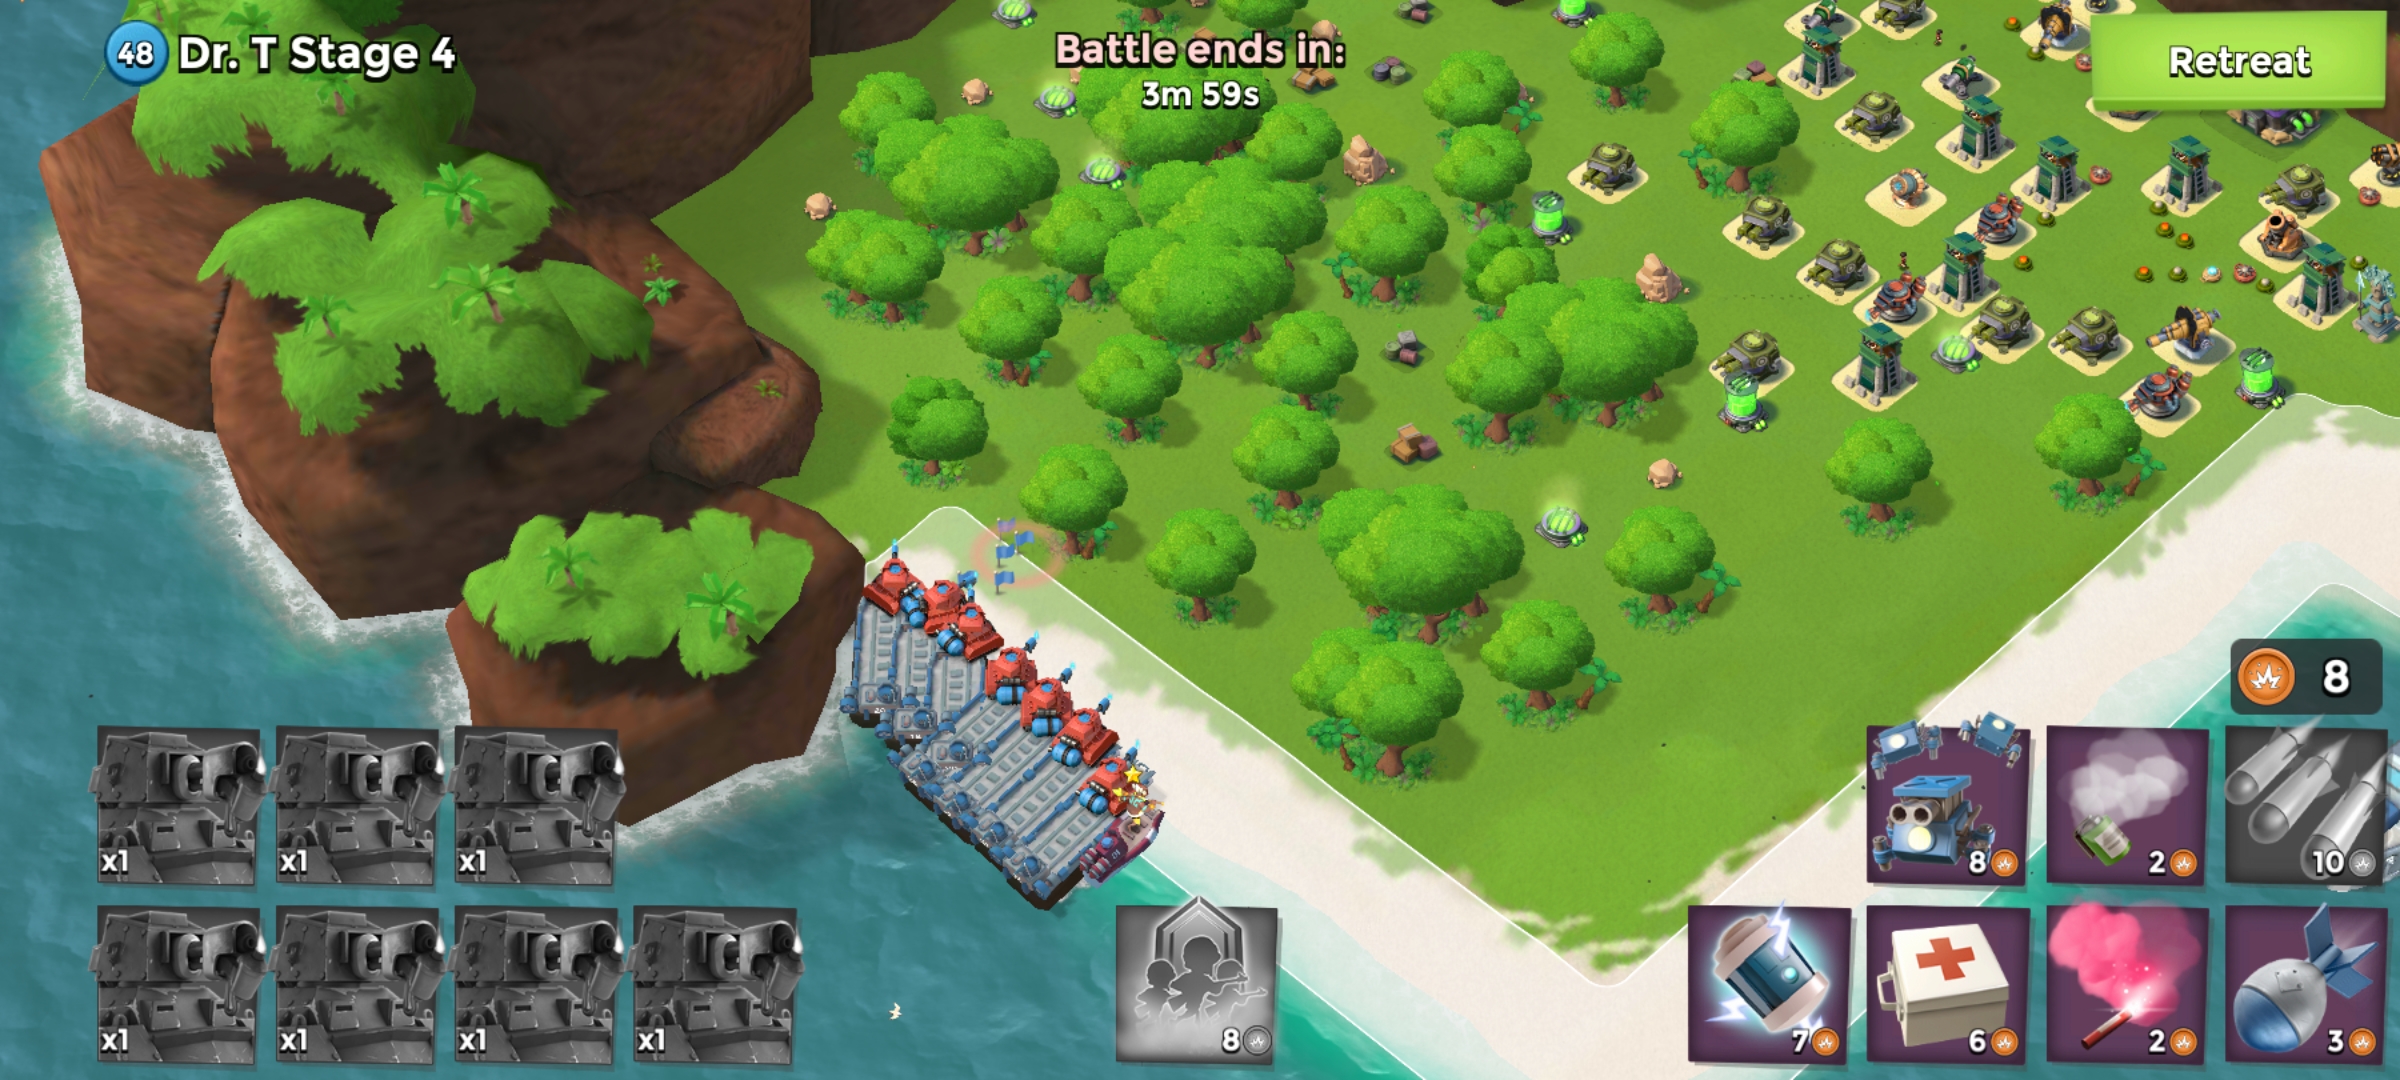 48 Dr. T Stage 4
Battle ends in:
3m 59s
Retreat
8
x1 x1 x1
8 2 10
x1 x1 x1 x1
8
7 6 2 3